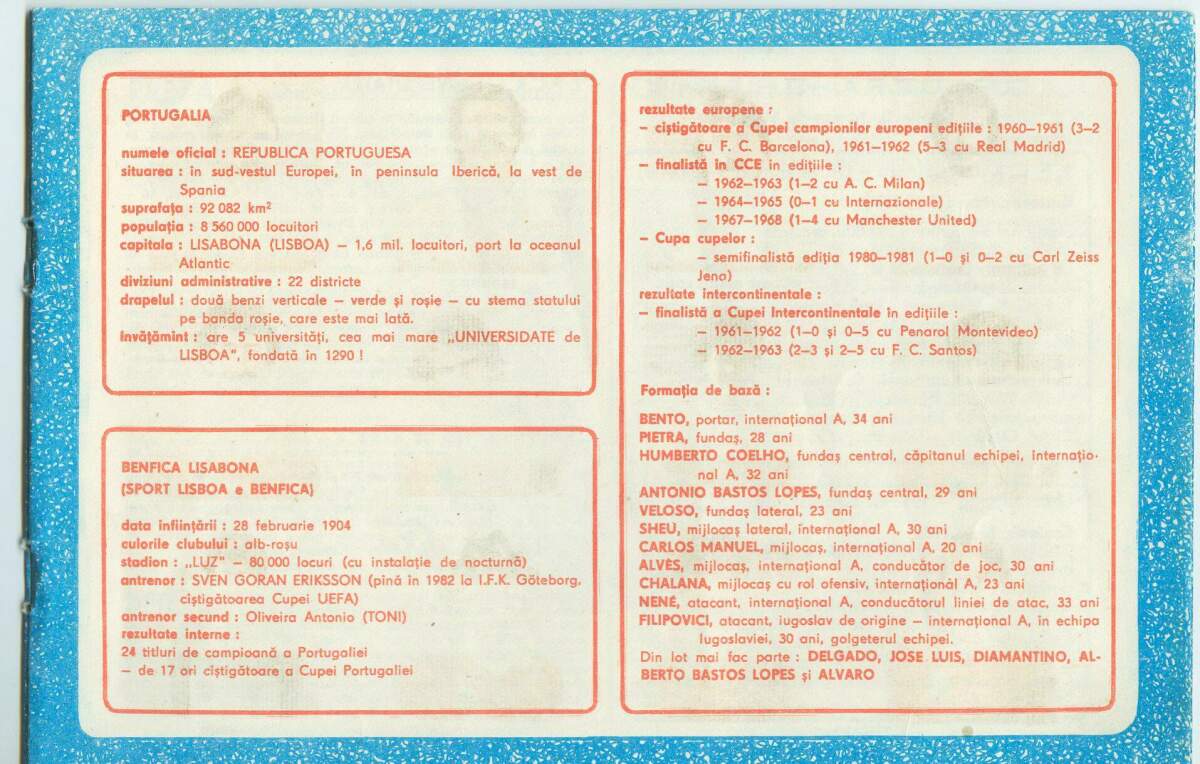 PORTUGALIA
numele oficial : REPUBLICA PORTUGUESA
situarea : în sud-vestul Europei, în peninsula Iberică, la vest de
Spania
suprafața : 92 082 km²
populația : 8 560 000 locuitori
capitala : LISABONA (LISBOA) — 1,6 mil. locuitori, port la oceanul
Atlantic
diviziuni administrative : 22 districte
drapelul : două benzi verticale — verde și roșie — cu stema statului
pe banda roșie, care este mai lată.
învățămînt : are 5 universități, cea mai mare „UNIVERSIDATE de
LISBOA", fondată în 1290 !
BENFICA LISABONA
(SPORT LISBOA e BENFICA)
data înființării : 28 februarie 1904
culorile clubului : alb-roșu
stadion : „LUZ" — 80 000 locuri (cu instalație de nocturnă)
antrenor : SVEN GORAN ERIKSSON (pînă în 1982 la I.F.K. Göteborg,
cîștigătoarea Cupei UEFA)
antrenor secund : Oliveira Antonio (TONI)
rezultate interne :
24 titluri de campioană a Portugaliei
— de 17 ori cîștigătoare a Cupei Portugaliei
rezultate europene :
— cîștigătoare a Cupei campionilor europeni edițiile : 1960—1961 (3—2
cu F. C. Barcelona), 1961—1962 (5—3 cu Real Madrid)
— finalistă în CCE în edițiile :
— 1962—1963 (1—2 cu A. C. Milan)
— 1964—1965 (0—1 cu Internazionale)
— 1967—1968 (1—4 cu Manchester United)
— Cupa cupelor :
— semifinalistă ediția 1980—1981 (1—0 și 0—2 cu Carl Zeiss
Jena)
rezultate intercontinentale :
— finalistă a Cupei Intercontinentale în edițiile :
— 1961—1962 (1—0 și 0—5 cu Penarol Montevideo)
— 1962—1963 (2—3 și 2—5 cu F. C. Santos)
Formația de bază :
BENTO, portar, internațional A, 34 ani
PIETRA, fundaș, 28 ani
HUMBERTO COELHO, fundaș central, căpitanul echipei, internațio-
nal A, 32 ani
ANTONIO BASTOS LOPES, fundaș central, 29 ani
VELOSO, fundaș lateral, 23 ani
SHEU, mijlocaș lateral, internațional A, 30 ani
CARLOS MANUEL, mijlocaș, internațional A, 20 ani
ALVÈS, mijlocaș, internațional A, conducător de joc, 30 ani
CHALANA, mijlocaș cu rol ofensiv, internațional A, 23 ani
NENÉ, atacant, internațional A, conducătorul liniei de atac, 33 ani
FILIPOVICI, atacant, iugoslav de origine — internațional A, în echipa
Iugoslaviei, 30 ani, golgeterul echipei.
Din lot mai fac parte : DELGADO, JOSE LUIS, DIAMANTINO, AL-
BERTO BASTOS LOPES și ALVARO